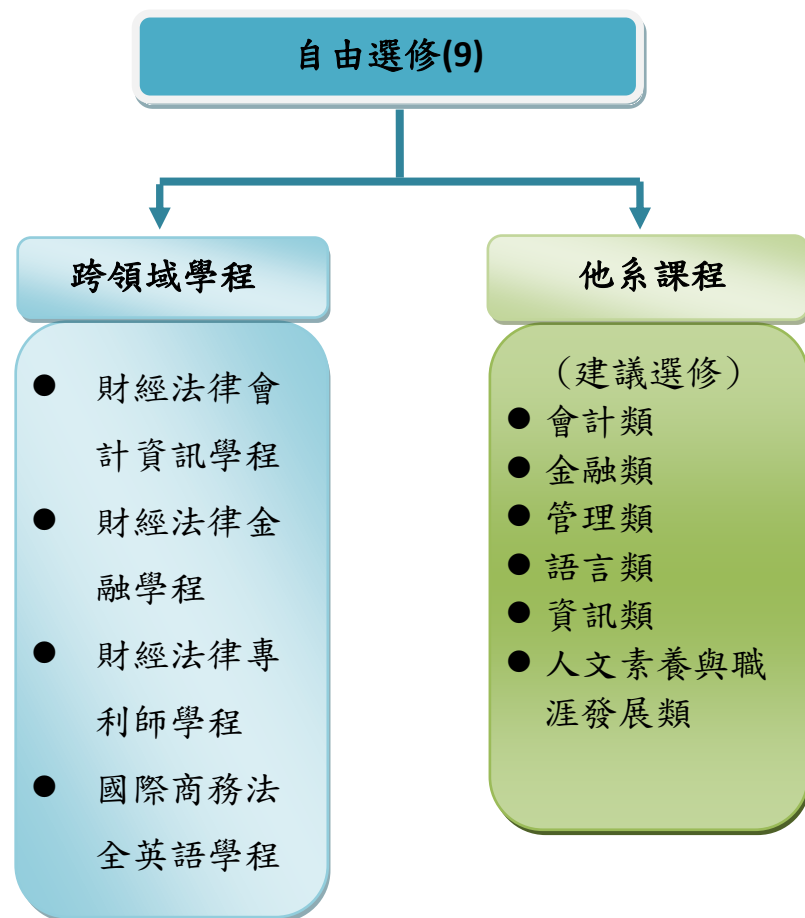 自由選修(9)
跨領域學程
● 財經法律會
計資訊學程
● 財經法律金
融學程
● 財經法律專
利師學程
● 國際商務法
全英語學程
他系課程
（建議選修）
● 會計類
● 金融類
● 管理類
● 語言類
● 資訊類
● 人文素養與職
涯發展類